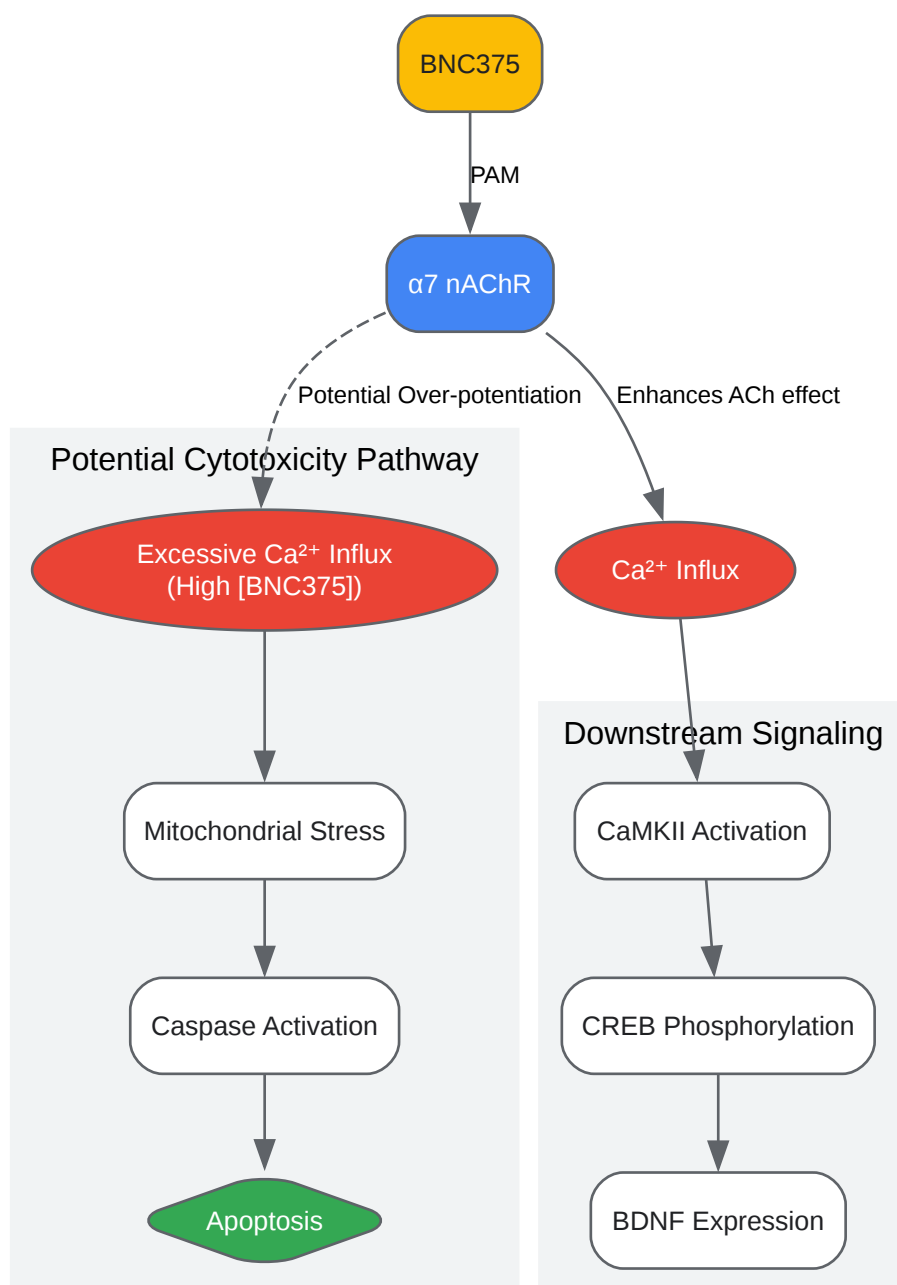 BNC375
PAM
α7 nAChR
Potential Over-potentiation
Enhances ACh effect
Potential Cytotoxicity Pathway
Excessive Ca²⁺ Influx
(High [BNC375])
Ca²⁺ Influx
Downstream Signaling
Mitochondrial Stress
CaMKII Activation
Caspase Activation
CREB Phosphorylation
Apoptosis
BDNF Expression